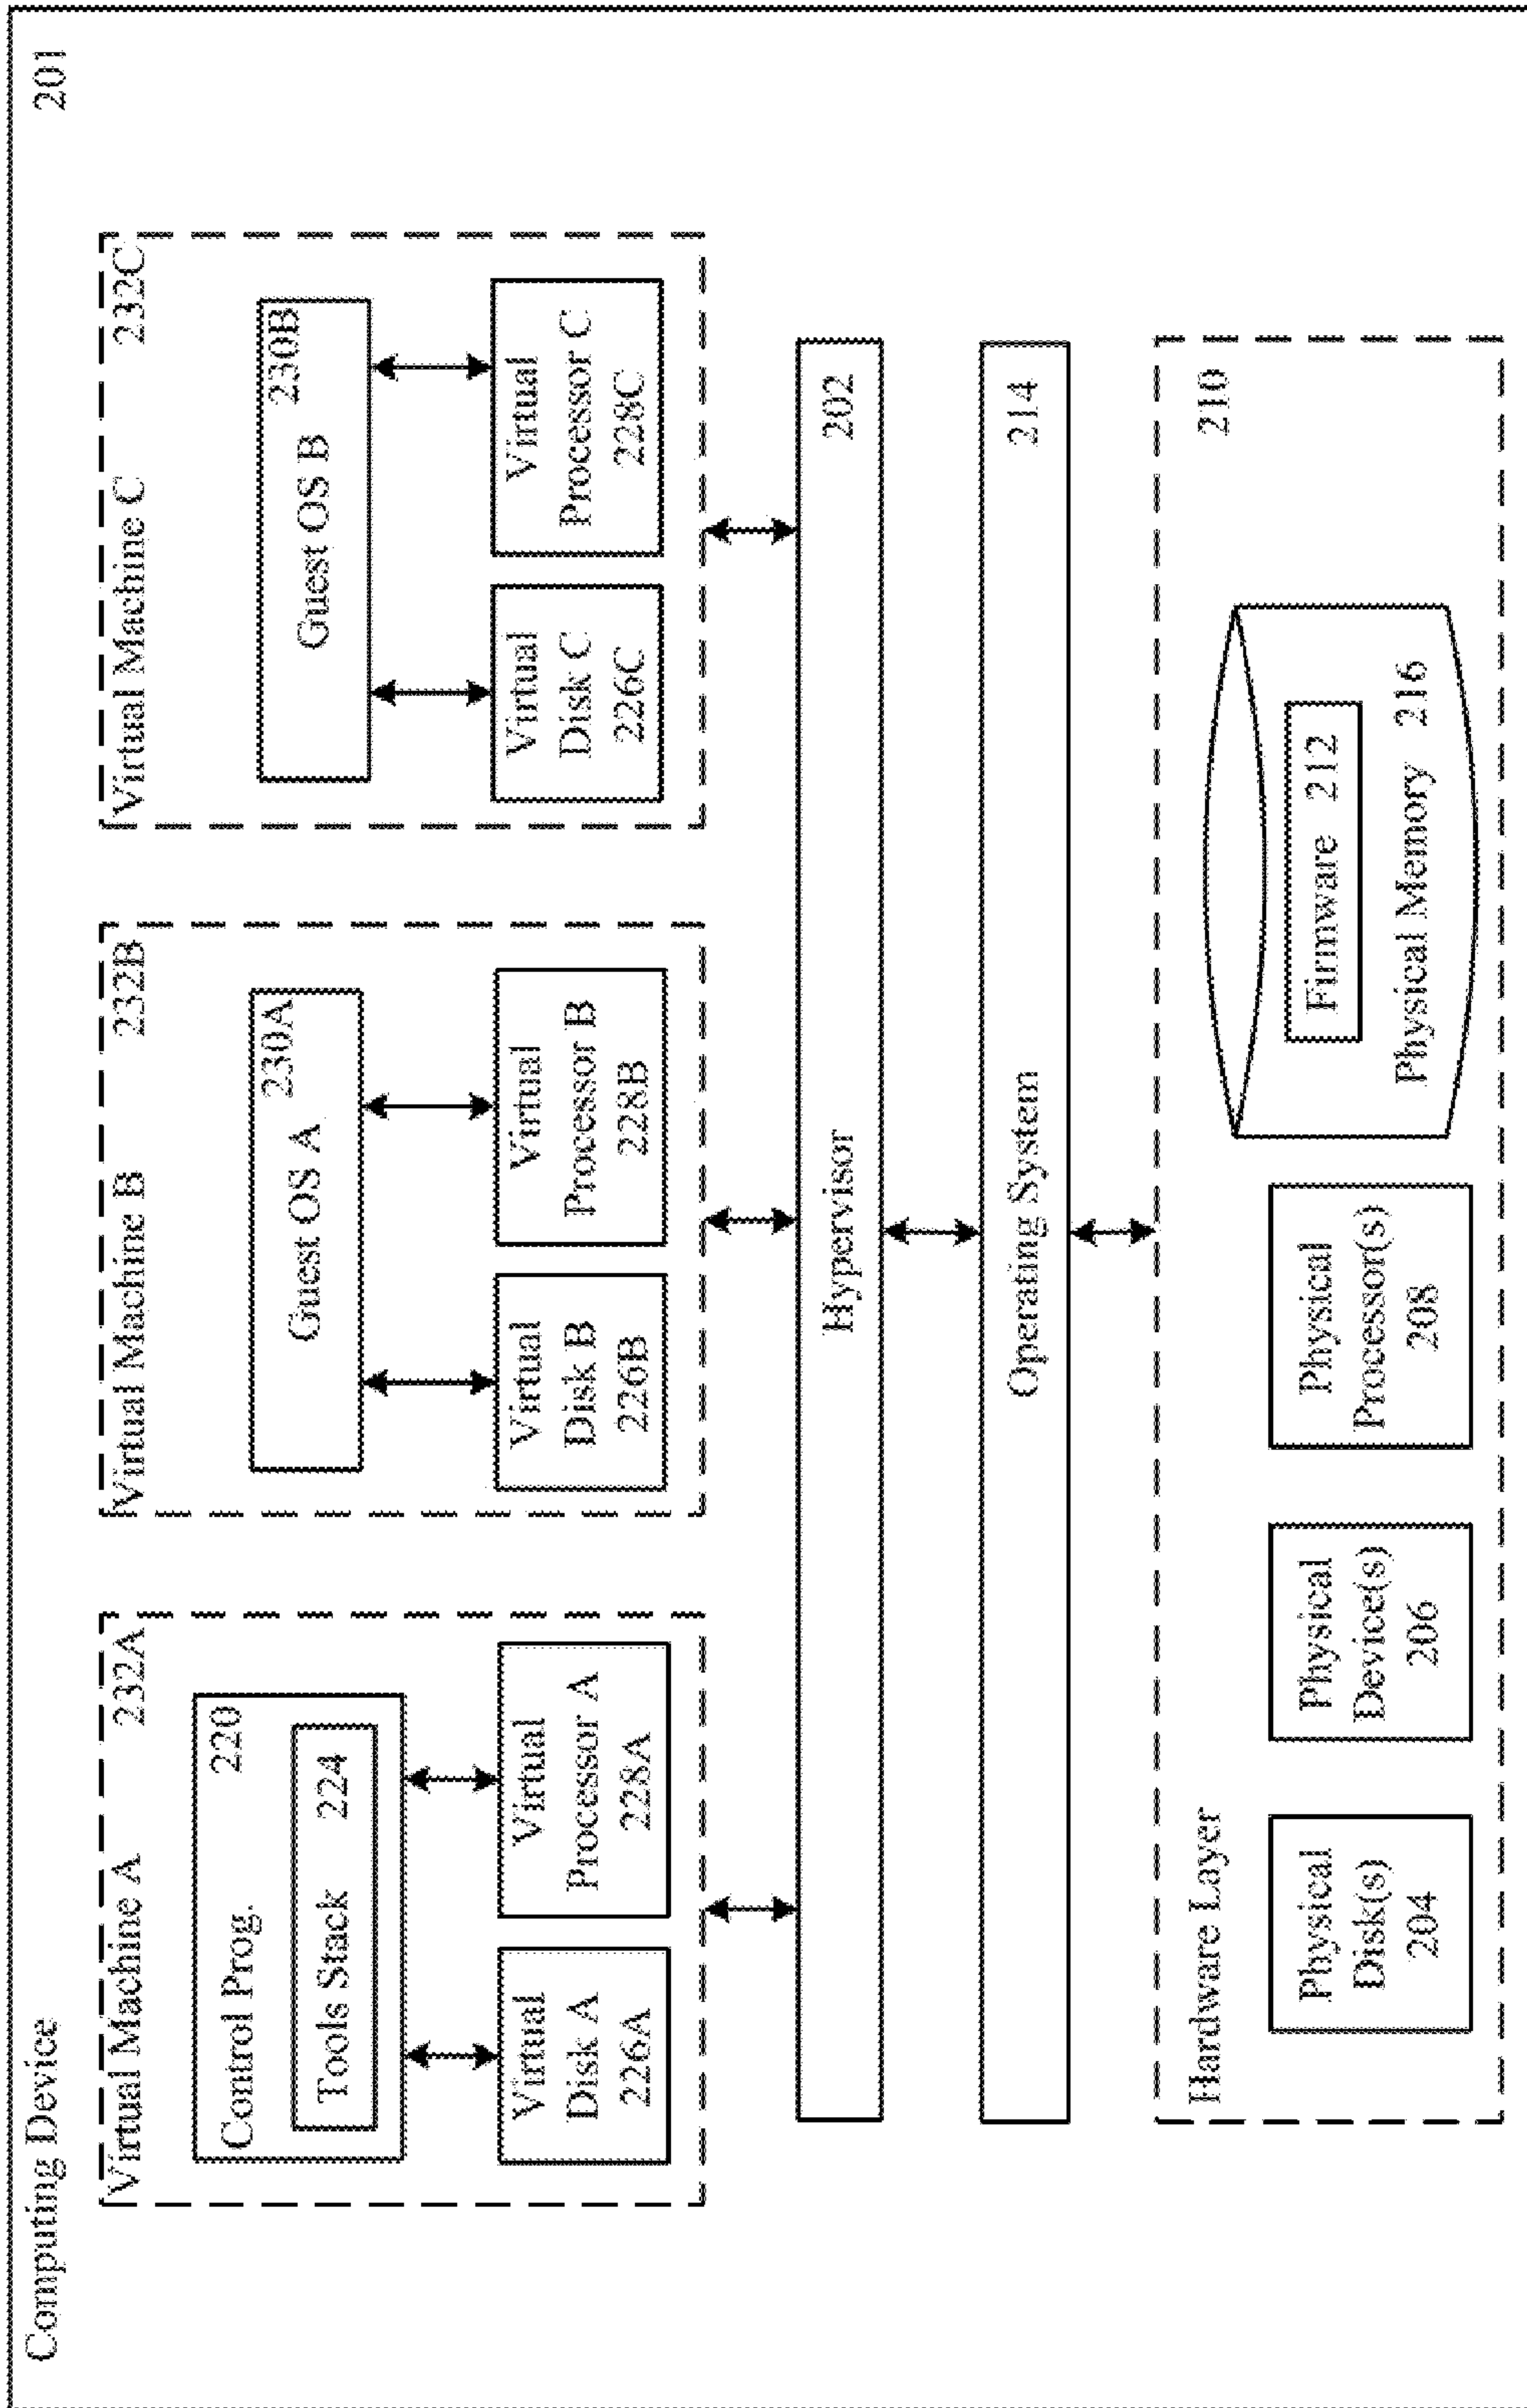 Computing Device 201
Virtual Machine A 232A
Control Prog. 220
Tools Stack 224
Virtual
Disk A
226A
Virtual
Processor A
228A
Virtual Machine B 232B
Guest OS A 230A
Virtual
Disk B
226B
Virtual
Processor B
228B
Virtual Machine C 232C
Guest OS B 230B
Virtual
Disk C
226C
Virtual
Processor C
228C
Hypervisor 202
Operating System 214
Hardware Layer 210
Physical
Disk(s)
204
Physical
Device(s)
206
Physical
Processor(s)
208
Firmware 212
Physical Memory 216